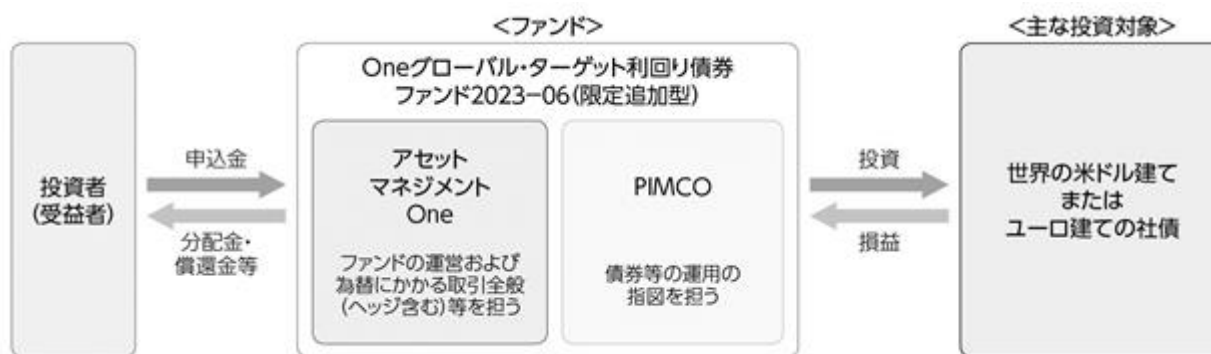 <ファンド>
<主な投資対象>
Oneグローバル・ターゲット利回り債券
ファンド2023-06(限定追加型)
投資者
(受益者)
申込金
分配金・
償還金等
アセット
マネジメント
One
ファンドの運営および
為替にかかる取引全般
(ヘッジ含む)等を担う
PIMCO
債券等の運用の
指図を担う
投資
損益
世界の米ドル建て
または
ユーロ建ての社債